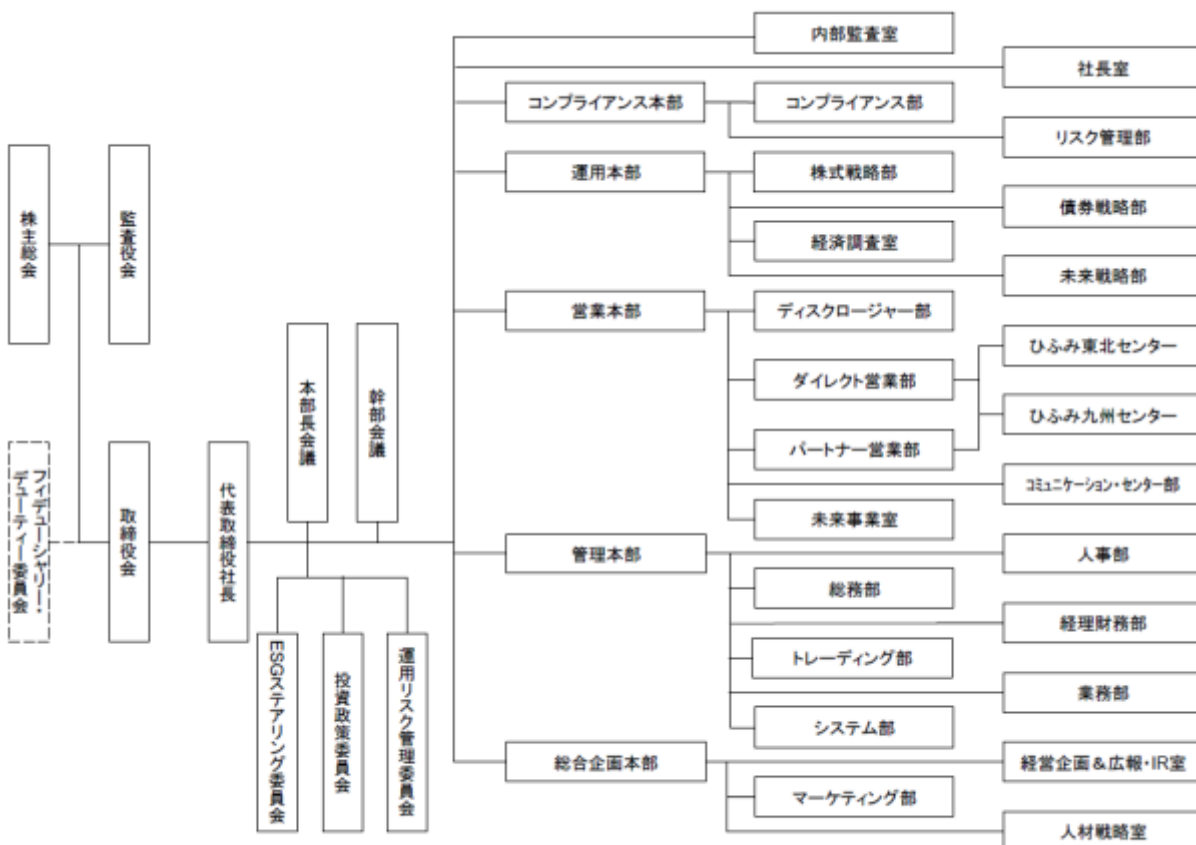 内部監査室
社長室
コンプライアンス本部
コンプライアンス部
リスク管理部
運用本部
株式戦略部
債券戦略部
経済調査室
未来戦略部
営業本部
ディスクロージャー部
ひふみ東北センター
ダイレクト営業部
ひふみ九州センター
パートナー営業部
コミュニケーション・センター部
未来事業室
管理本部
人事部
総務部
経理財務部
トレーディング部
業務部
システム部
総合企画本部
経営企画&広報・IR室
マーケティング部
人材戦略室
株主総会
監査役会
フィデューシャリー・
デューティー委員会
取締役会
代表取締役社長
本部長会議
幹部会議
ESGステアリング委員会
投資政策委員会
運用リスク管理委員会